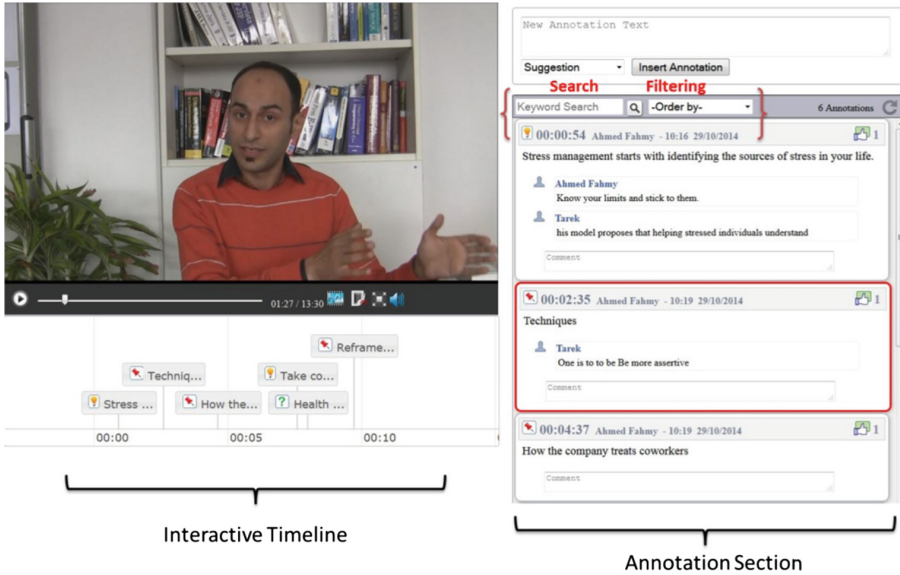 New Annotation Text
Suggestion
Insert Annotation
Search
Filtering
Keyword Search
-Order by-
6 Annotations
00:00:54 Ahmed Fahmy - 10:16 29/10/2014
1
Stress management starts with identifying the sources of stress in your life.
Ahmed Fahmy
Know your limits and stick to them.
Tarek
his model proposes that helping stressed individuals understand
Comment
00:02:35 Ahmed Fahmy - 10:19 29/10/2014
1
Techniques
Tarek
One is to to be Be more assertive
Comment
00:04:37 Ahmed Fahmy - 10:19 29/10/2014
1
How the company treats coworkers
Comment
01:27 / 13:30
Reframe...
Techniq...
Take co...
Stress ...
How the...
Health ...
00:00
00:05
00:10
Interactive Timeline
Annotation Section